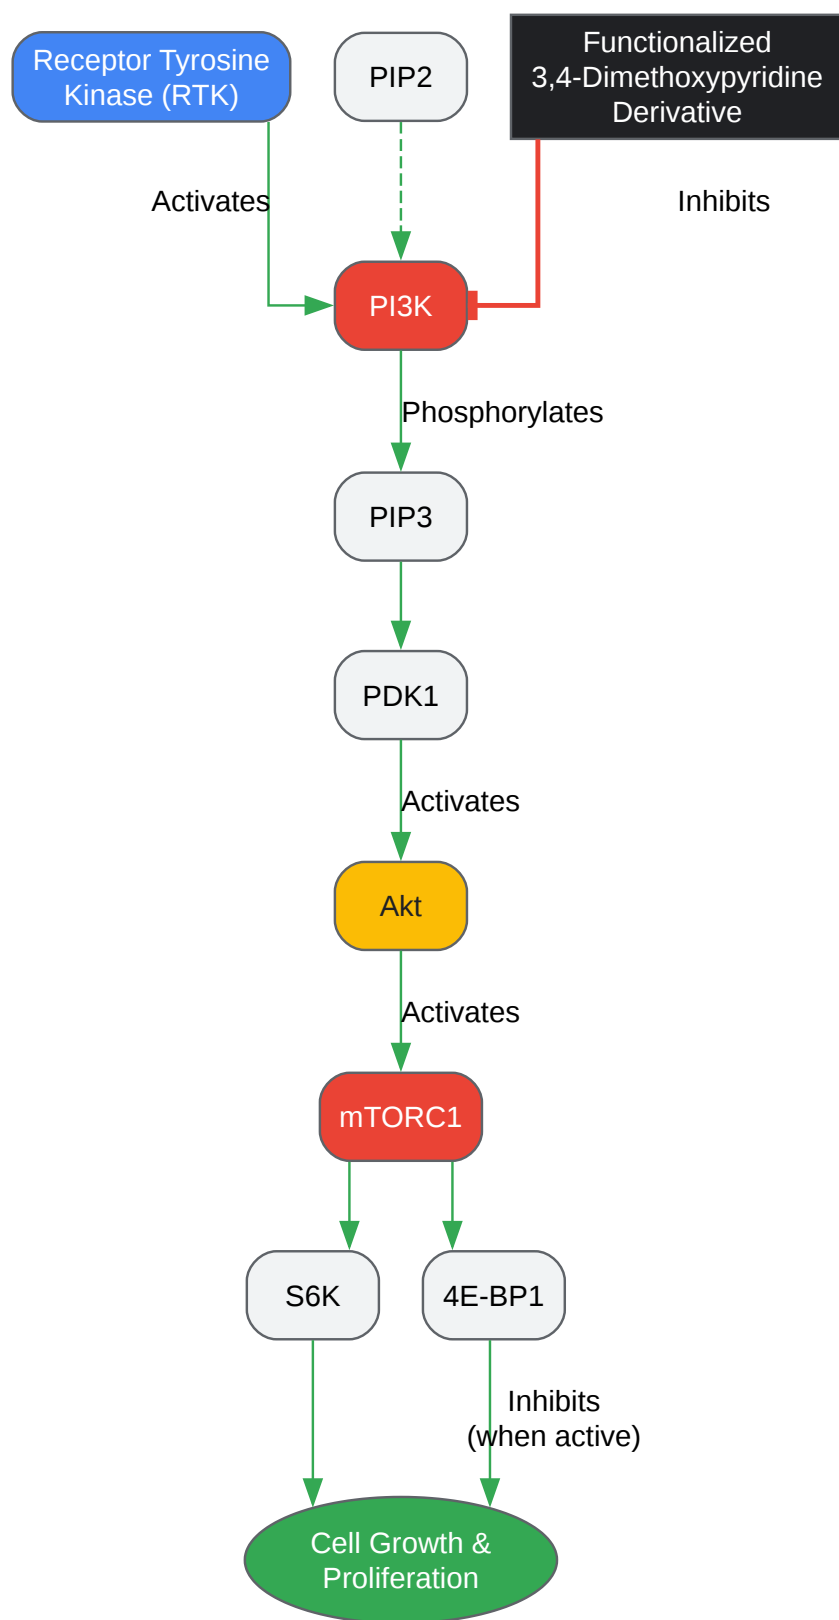 Receptor Tyrosine
Kinase (RTK)
PIP2
Functionalized
3,4-Dimethoxypyridine
Derivative
Activates
Inhibits
PI3K
Phosphorylates
PIP3
PDK1
Activates
Akt
Activates
mTORC1
S6K
4E-BP1
Inhibits
(when active)
Cell Growth &
Proliferation